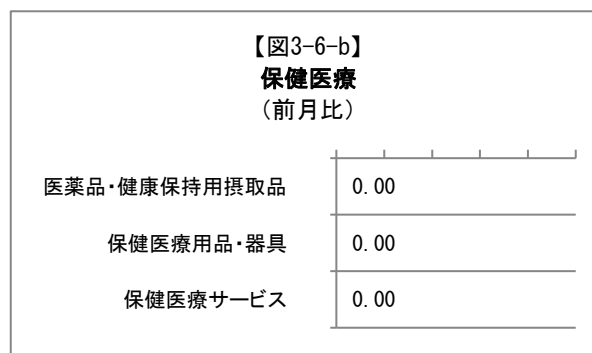 【図3-6-b】
保健医療
（前月比）
医薬品・健康保持用摂取品 0.00
保健医療用品・器具 0.00
保健医療サービス 0.00